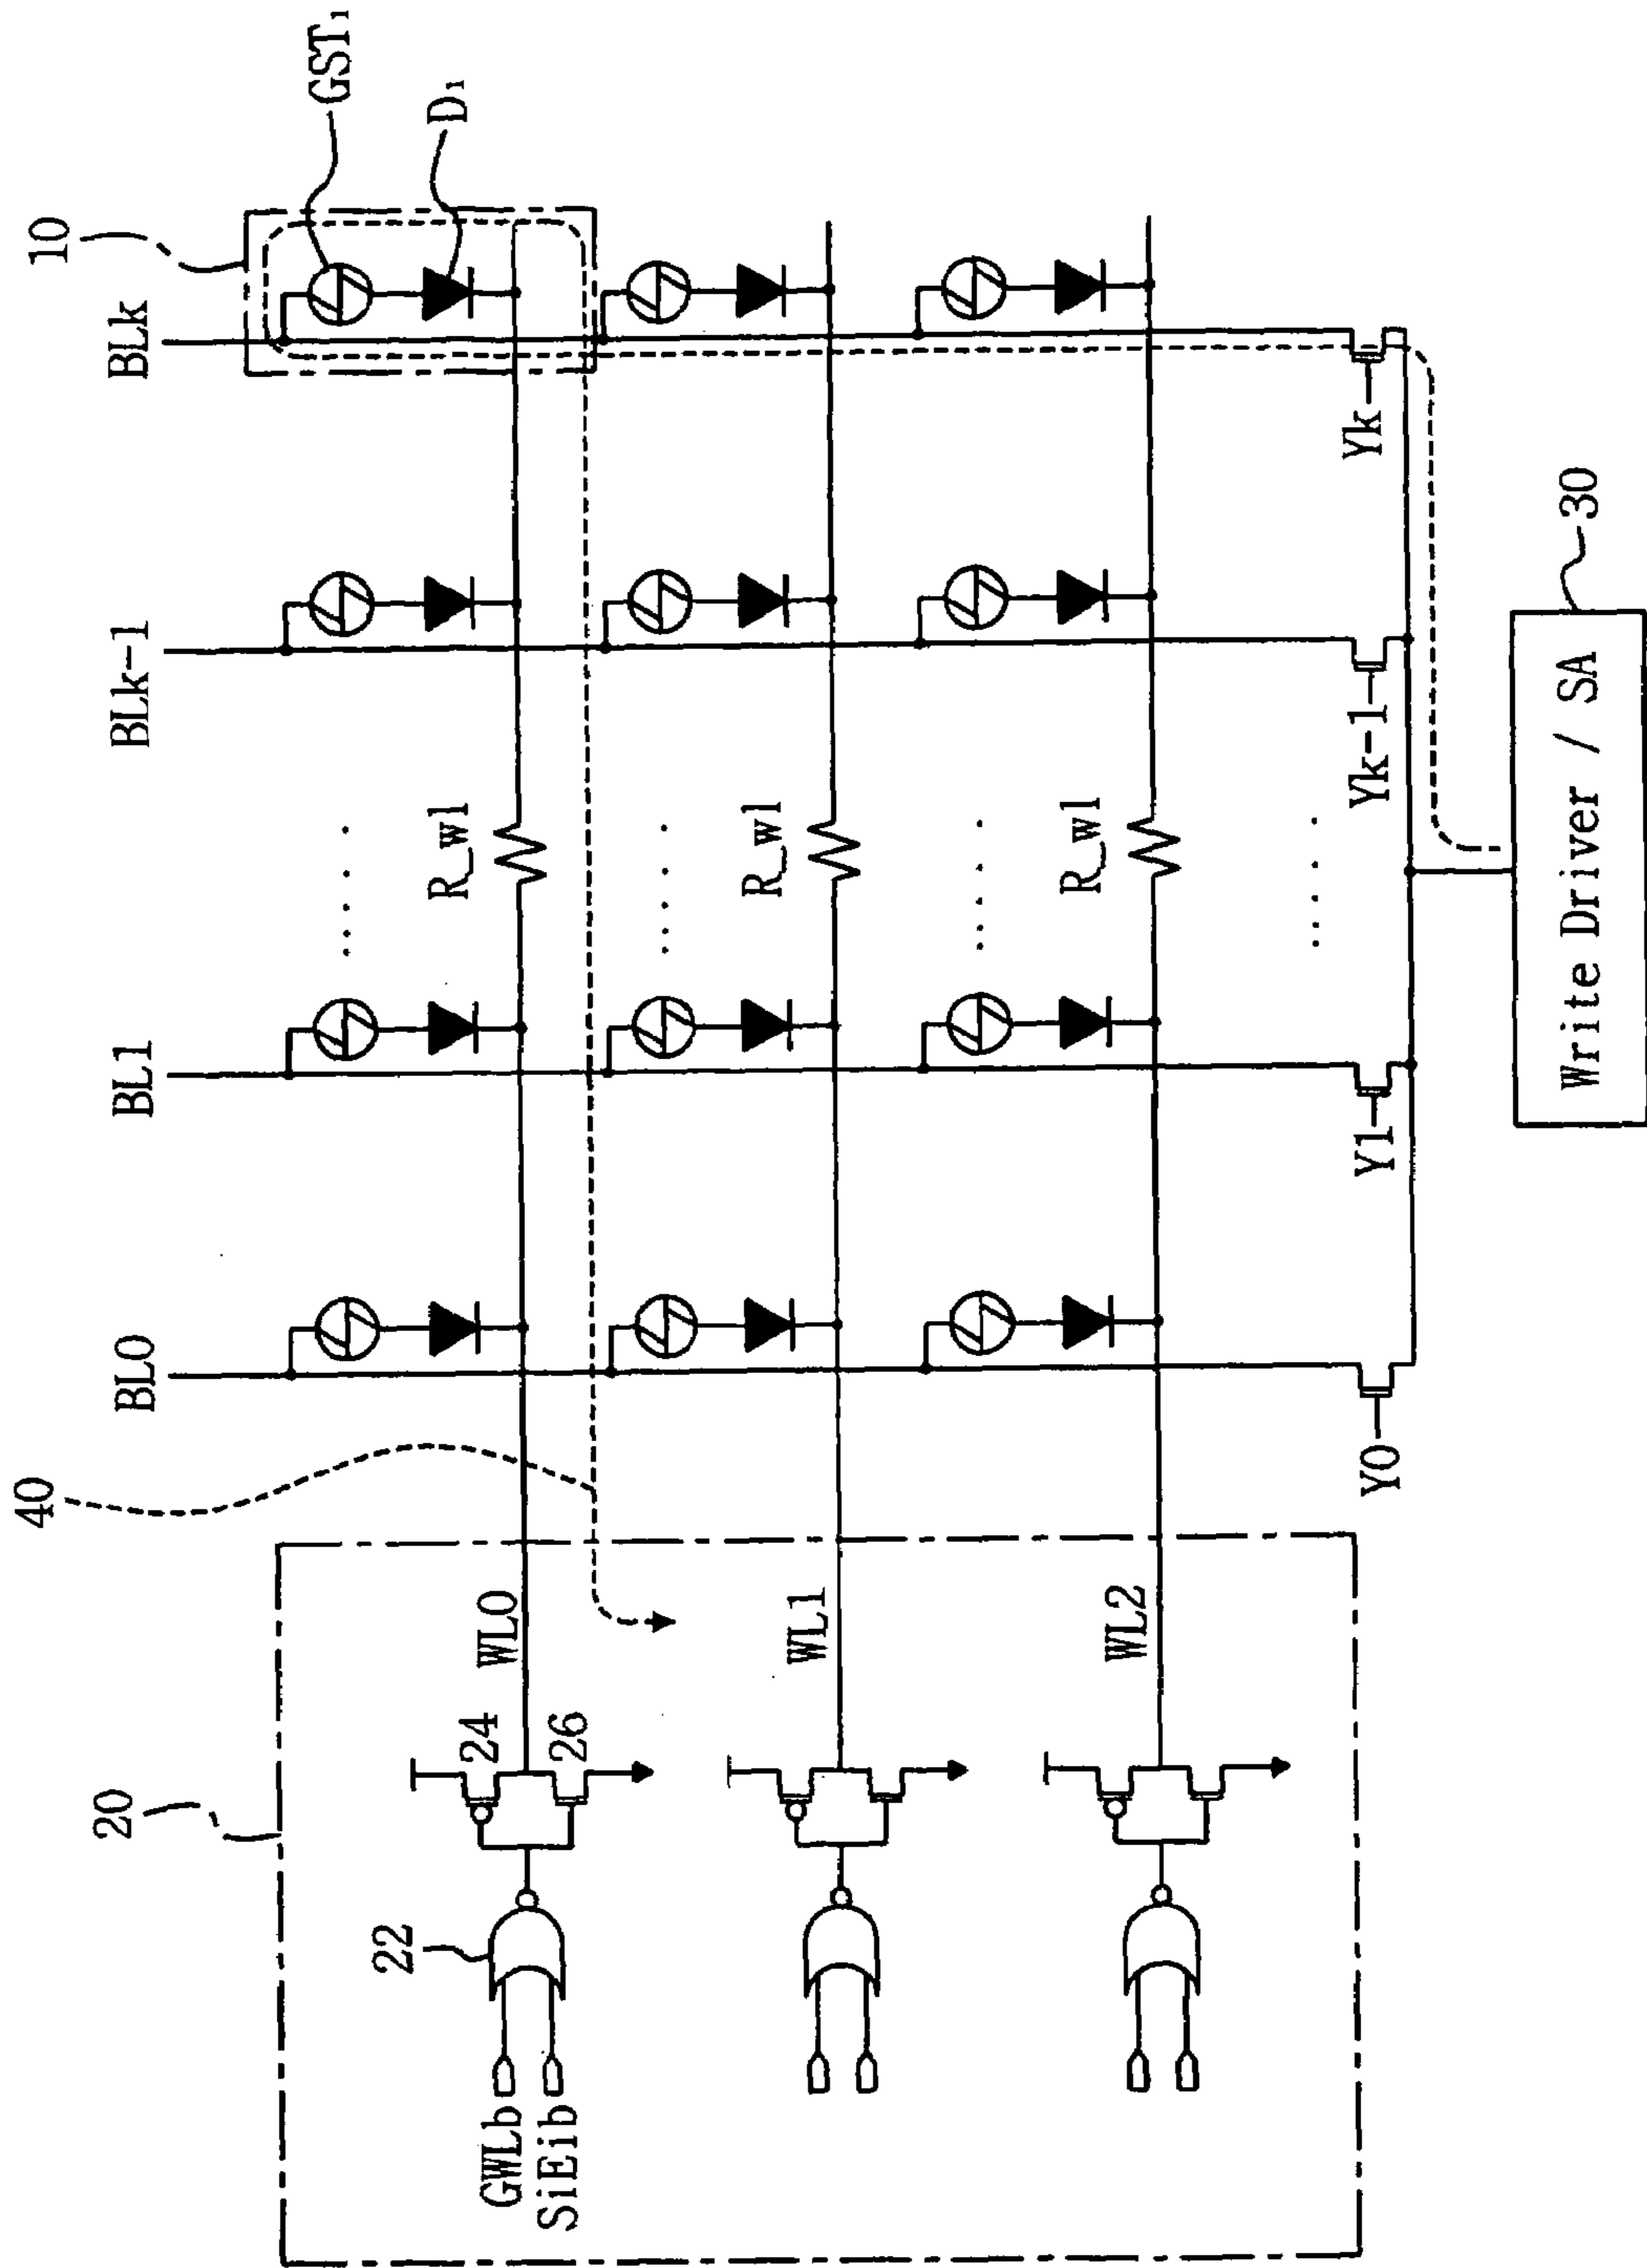 BL0
BL1
BLk-1
BLk
10
GST1
D1
40
20
22
24
26
GWLb
SiEib
WL0
R_wl
WL1
R_wl
WL2
R_wl
Y0
Y1
Yk-1
Yk
Write Driver / SA
30